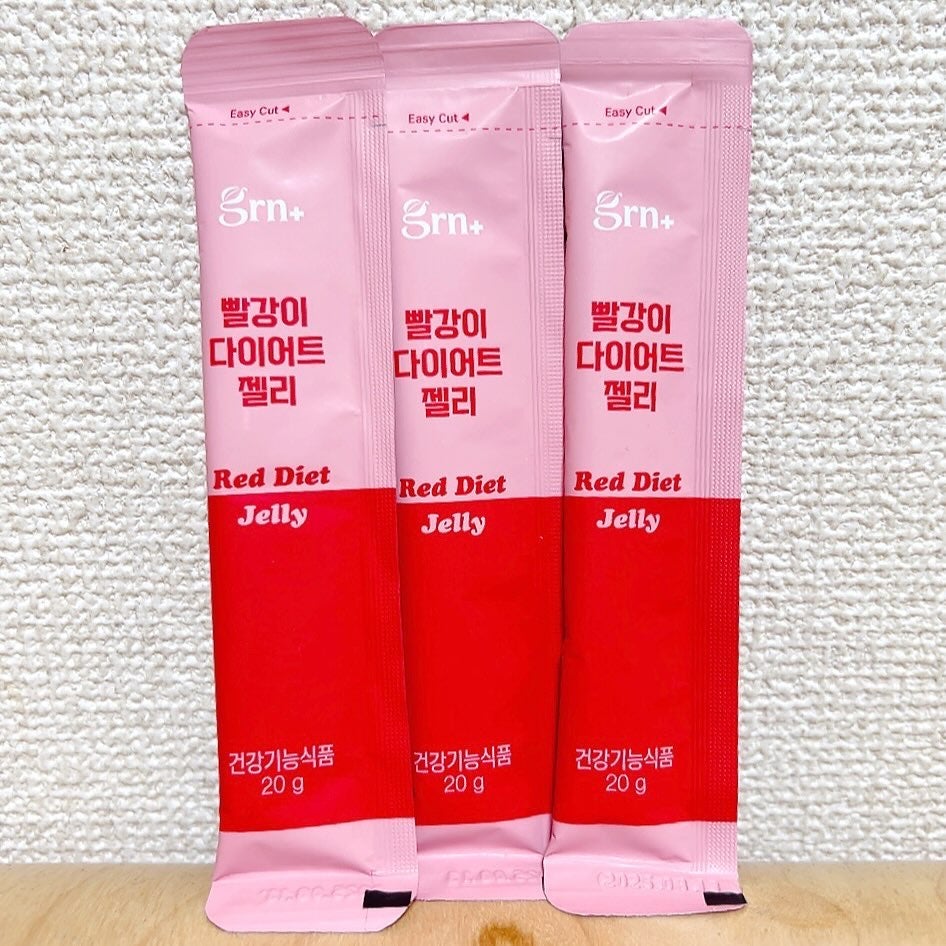 Easy Cut
grn+
빨강이
다이어트
젤리
Red Diet
Jelly
건강기능식품
20 g
Easy Cut
grn+
빨강이
다이어트
젤리
Red Diet
Jelly
건강기능식품
20 g
Easy Cut
grn+
빨강이
다이어트
젤리
Red Diet
Jelly
건강기능식품
20 g